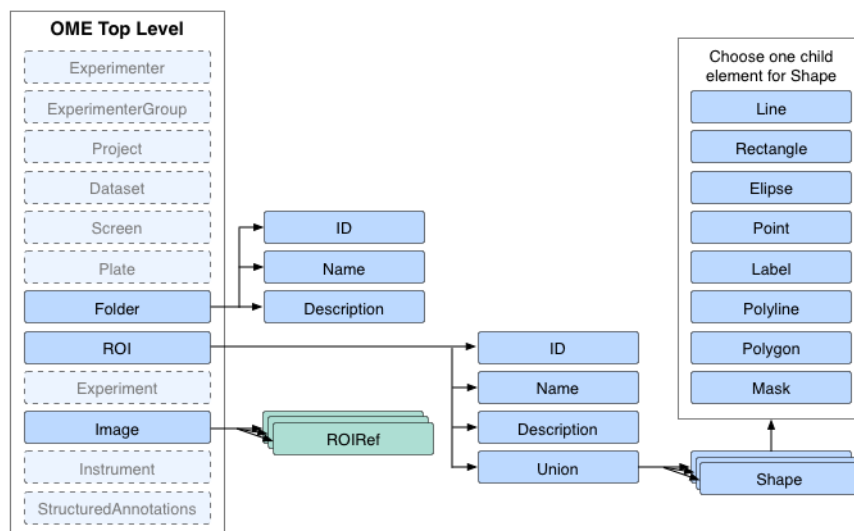 OME Top Level
Experimenter
ExperimenterGroup
Project
Dataset
Screen
Plate
Folder
ROI
Experiment
Image
Instrument
StructuredAnnotations
ID
Name
Description
ROIRef
ID
Name
Description
Union
Shape
Choose one child
element for Shape
Line
Rectangle
Elipse
Point
Label
Polyline
Polygon
Mask